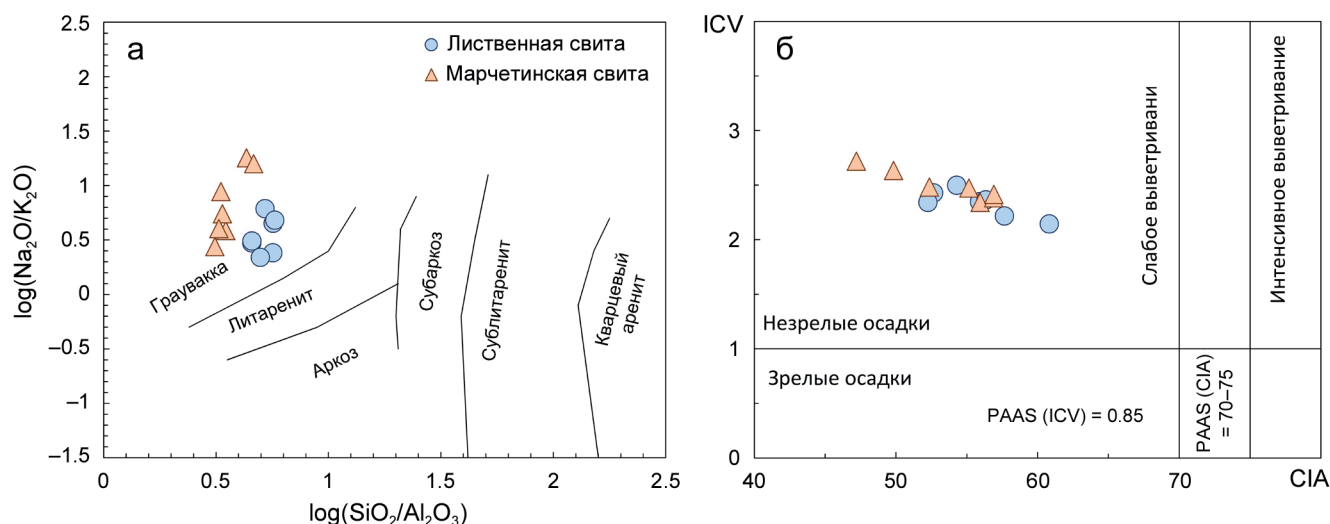 а
Лиственная свита
Марчетинская свита
2.5
2
1.5
1
0.5
0
–0.5
–1
–1.5
log(Na₂O/K₂O)
Граувакка
Литаренит
Аркоз
Субаркоз
Сублитаренит
Кварцевый
аренит
0
0.5
1
1.5
2
2.5
log(SiO₂/Al₂O₃)
ICV
б
3
2
1
0
Слабое выветривани
Интенсивное выветривание
Незрелые осадки
Зрелые осадки
PAAS (ICV) = 0.85
PAAS (CIA)
= 70–75
40
50
60
70
CIA